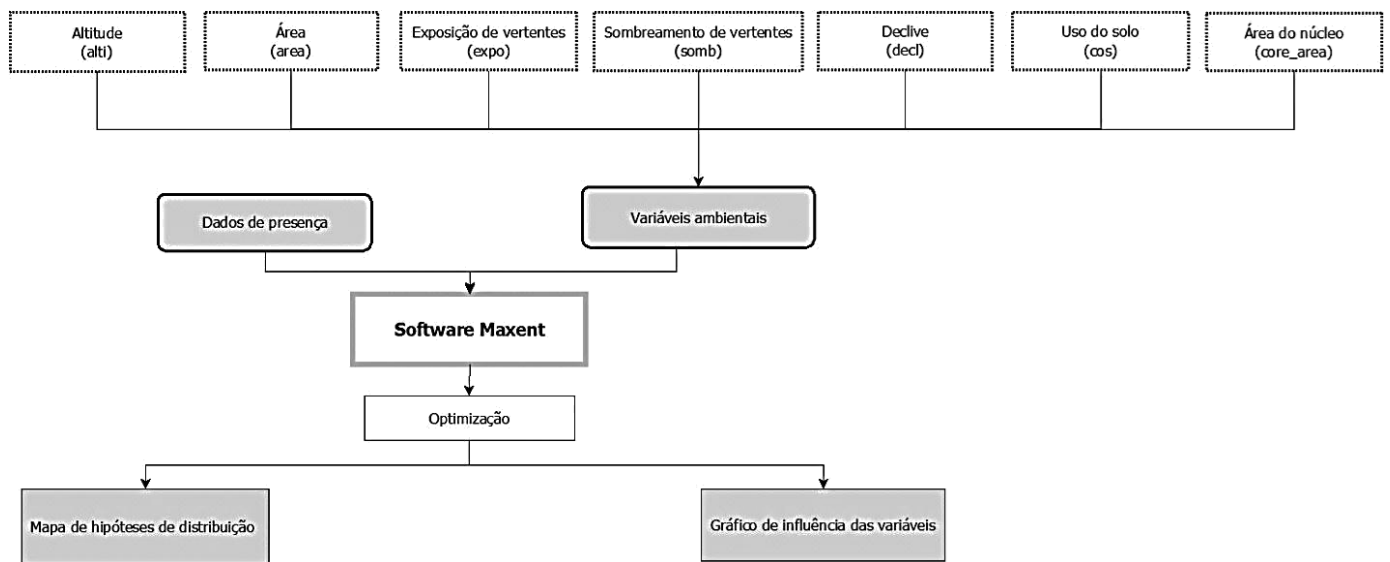 Altitude
(alti)
Área
(area)
Exposição de vertentes
(expo)
Sombreamento de vertentes
(somb)
Declive
(decl)
Uso do solo
(cos)
Área do núcleo
(core_area)
Dados de presença
Variáveis ambientais
Software Maxent
Optimização
Mapa de hipóteses de distribuição
Gráfico de influência das variáveis